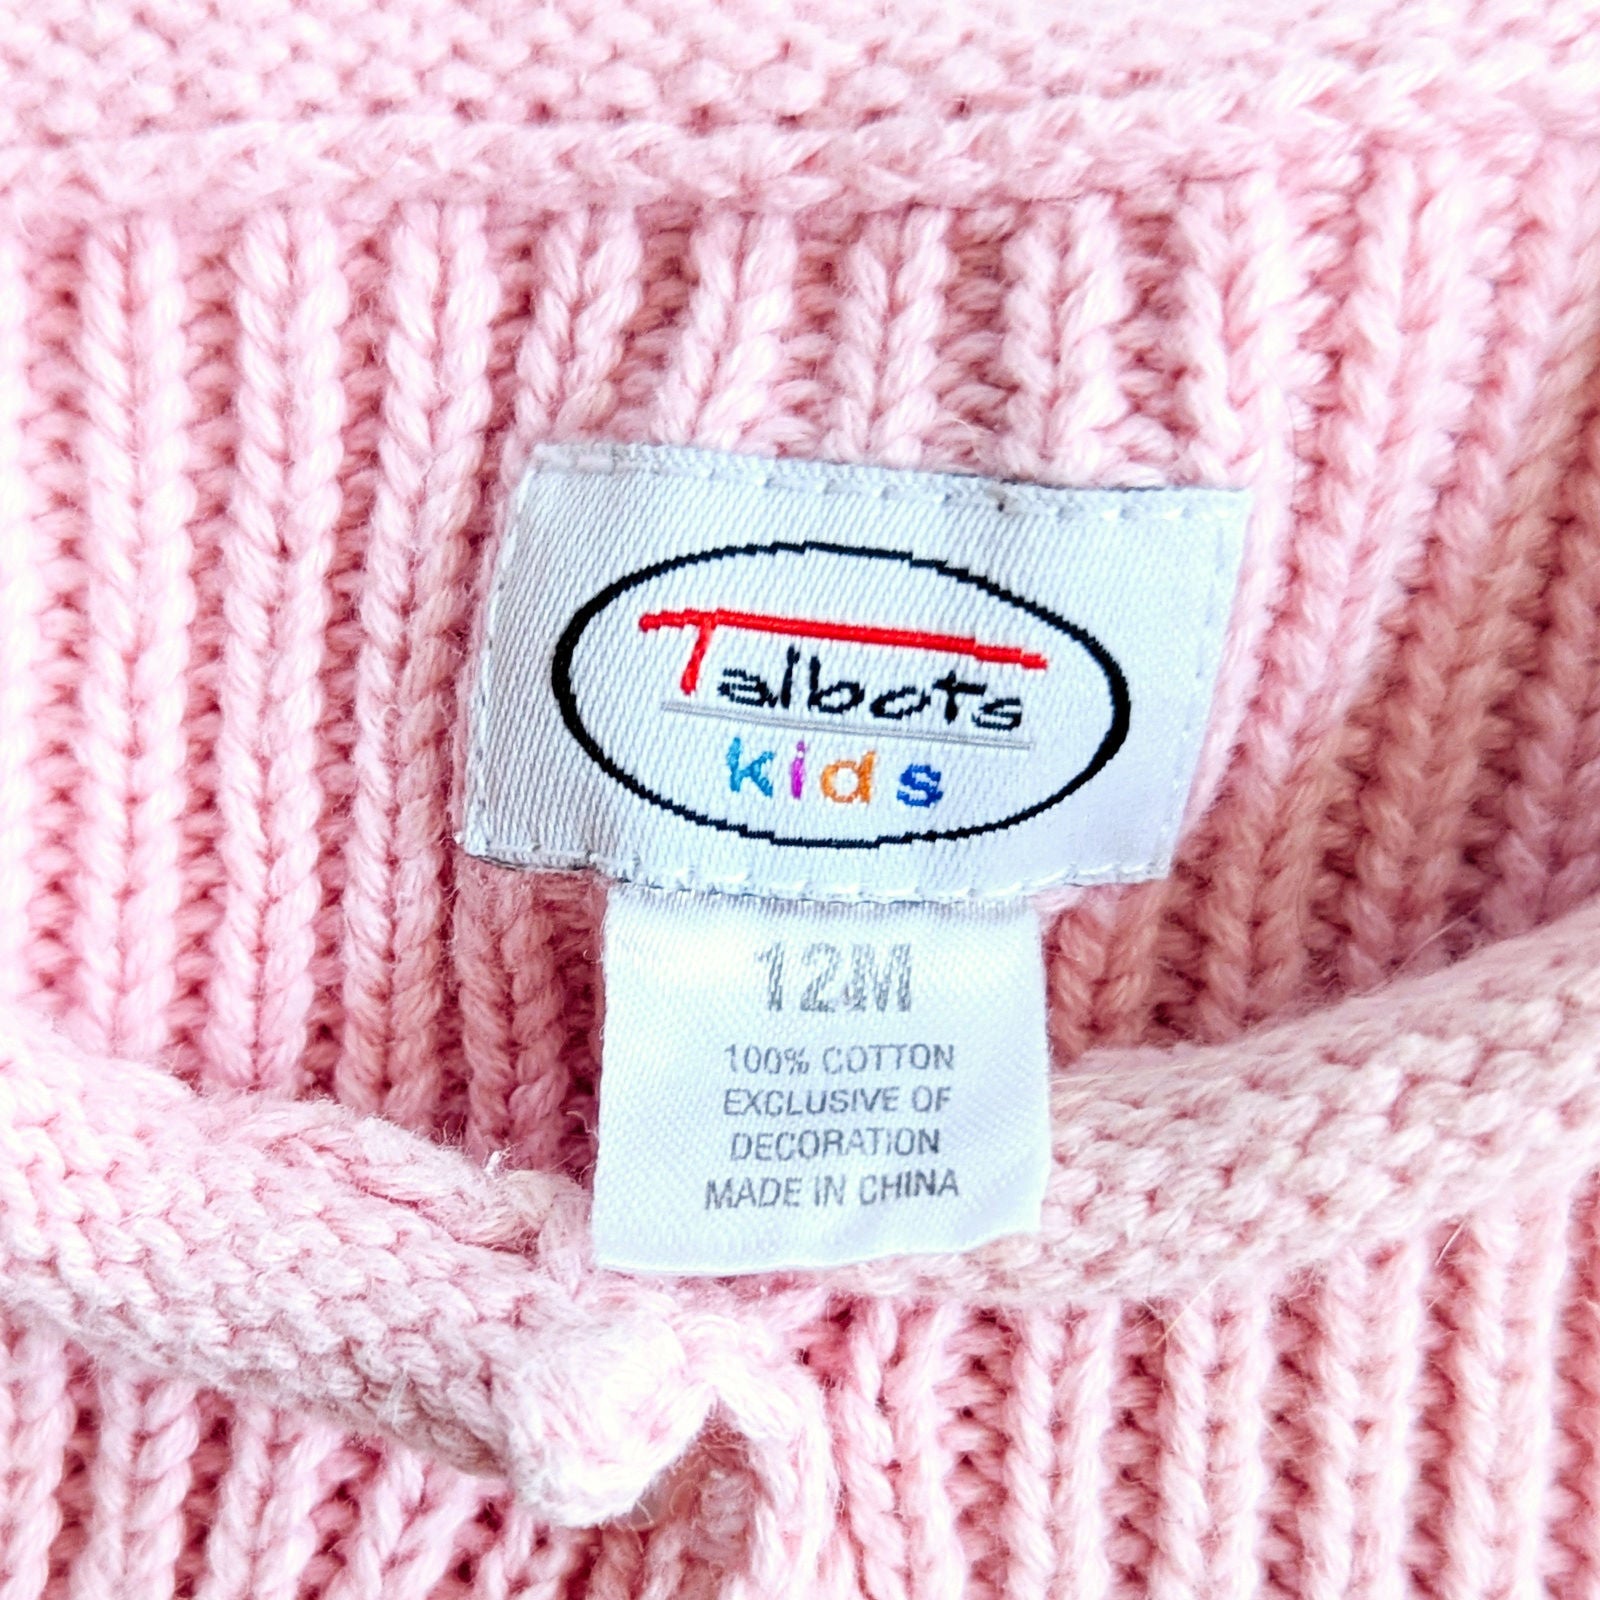 Talbots
kids
12M
100% COTTON
EXCLUSIVE OF
DECORATION
MADE IN CHINA